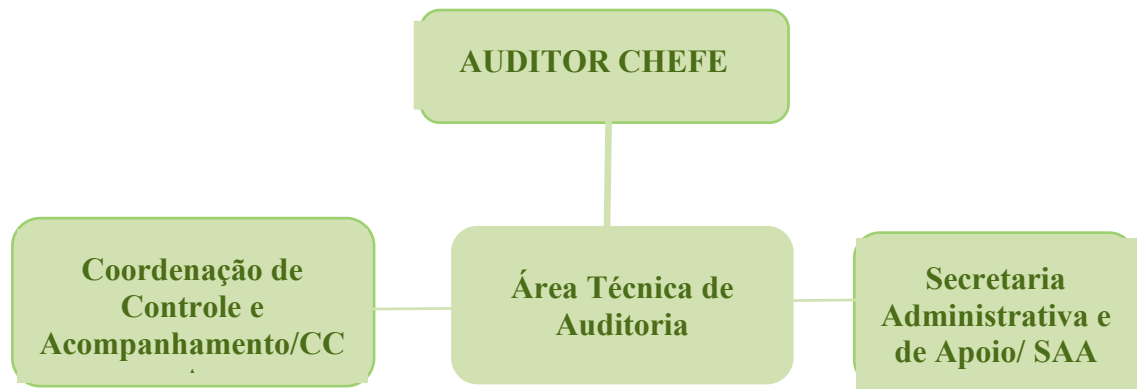 AUDITOR CHEFE
Coordenação de
Controle e
Acompanhamento/CC
Área Técnica de
Auditoria
Secretaria
Administrativa e
de Apoio/ SAA